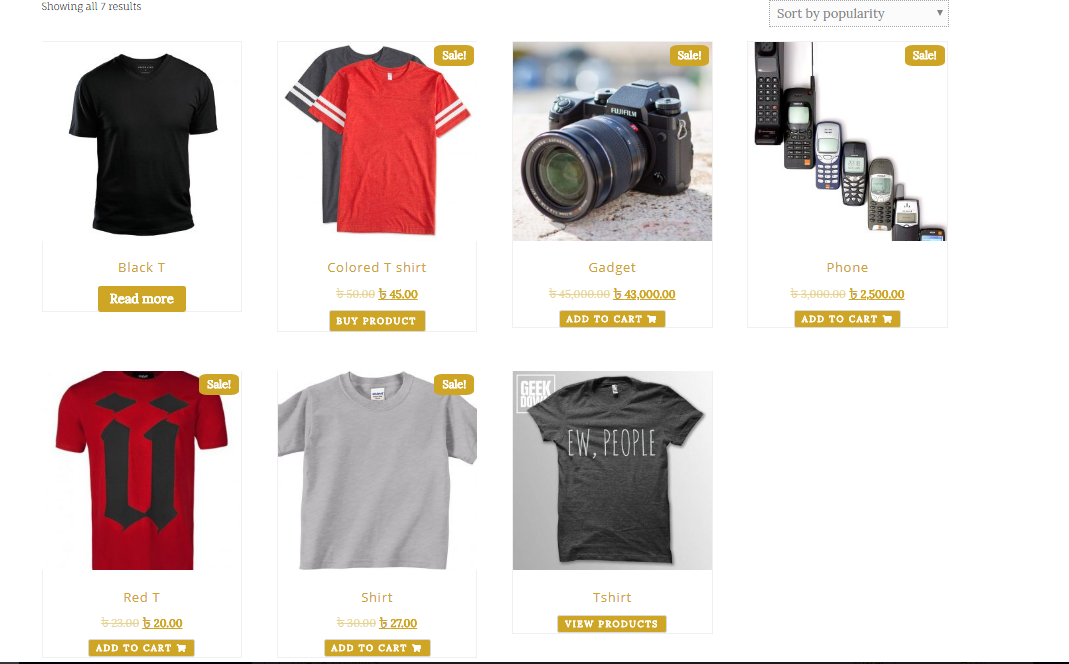 Showing all 7 results
Sort by popularity
Sale!
Sale!
Sale!
FUJIFILM
Black T
Colored T shirt
Gadget
Phone
৳ 50.00 ৳ 45.00
৳ 45,000.00 ৳ 43,000.00
৳ 3,000.00 ৳ 2,500.00
Read more
BUY PRODUCT
ADD TO CART
ADD TO CART
Sale!
Sale!
GEEK
DOWN
EW, PEOPLE
Red T
Shirt
Tshirt
৳ 23.00 ৳ 20.00
৳ 30.00 ৳ 27.00
VIEW PRODUCTS
ADD TO CART
ADD TO CART